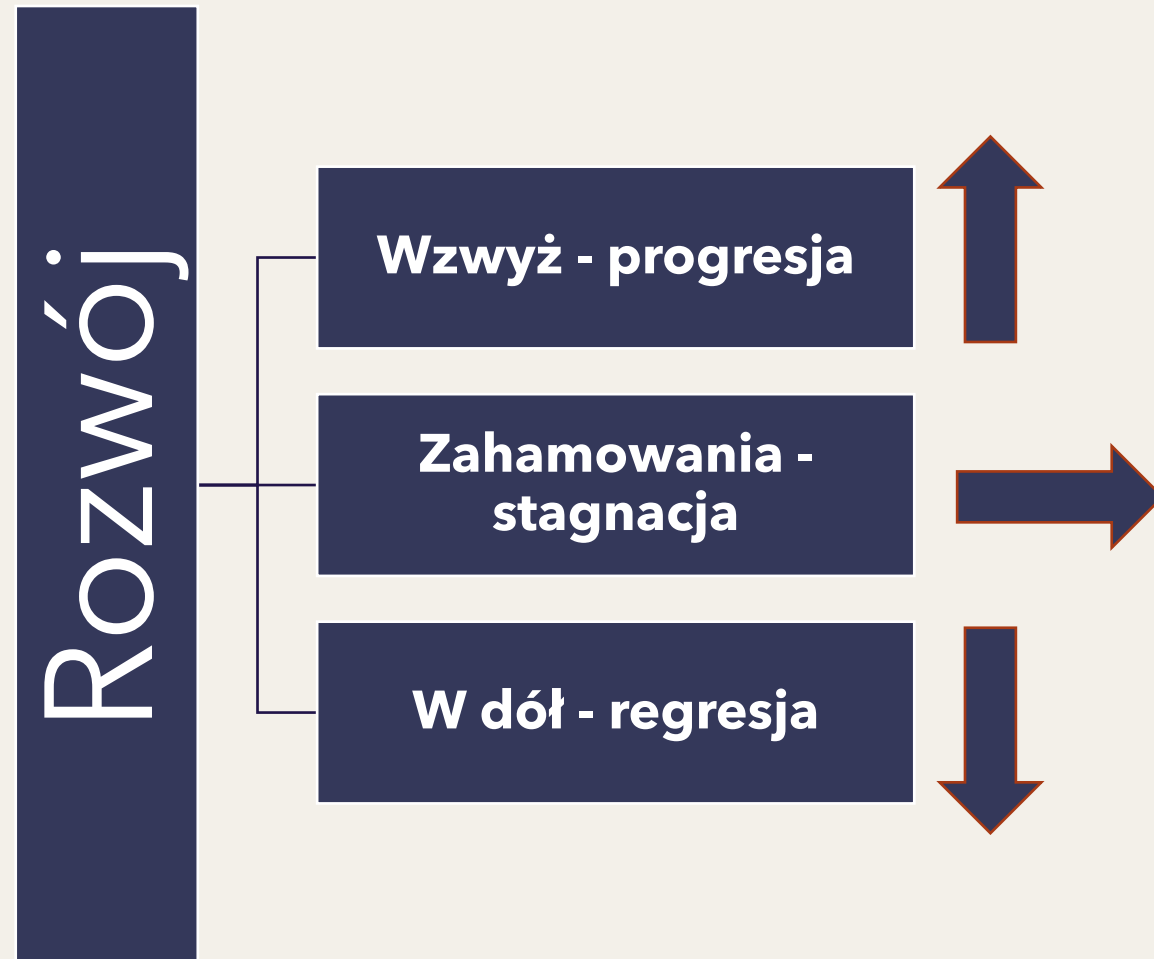 Rozwój
Wzwyż - progresja
Zahamowania -
stagnacja
W dół - regresja